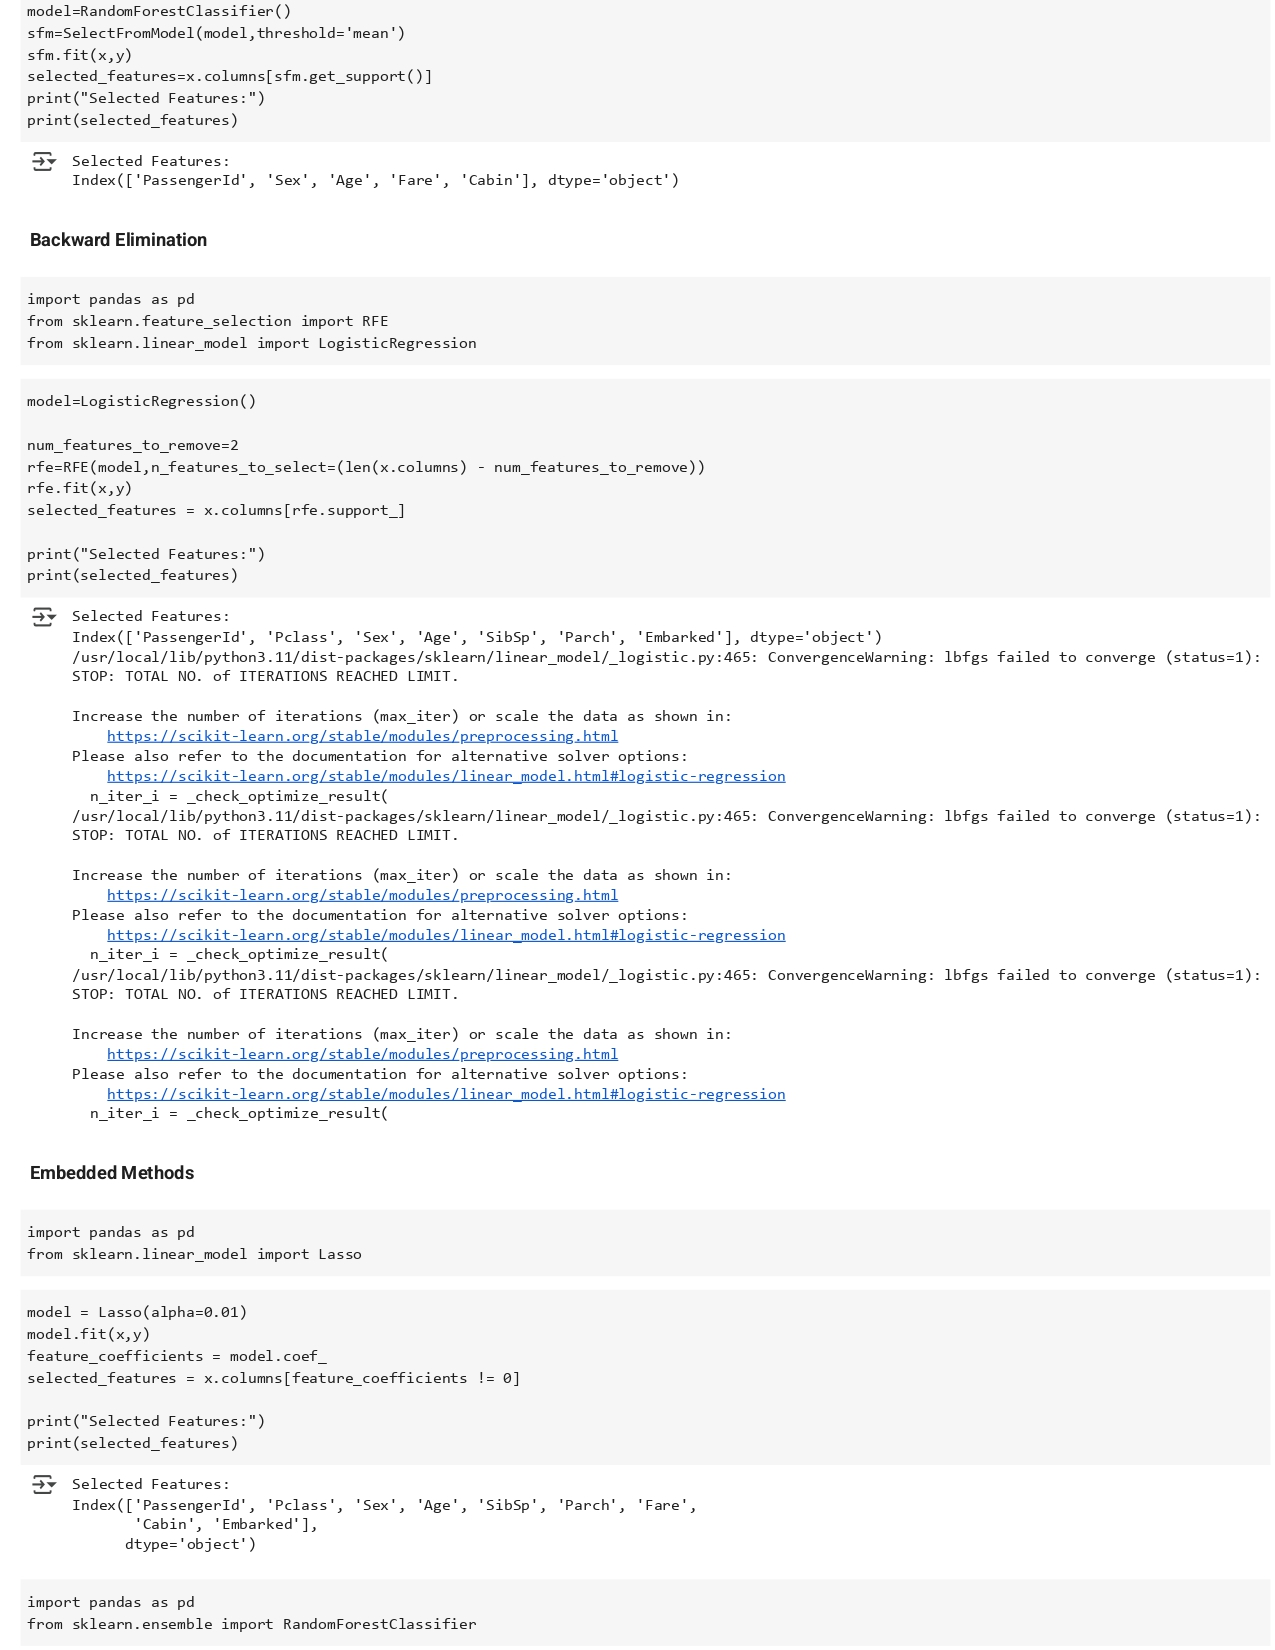 model=RandomForestClassifier()
sfm=SelectFromModel(model,threshold='mean')
sfm.fit(x,y)
selected_features=x.columns[sfm.get_support()]
print("Selected Features:")
print(selected_features)
Selected Features:
Index(['PassengerId', 'Sex', 'Age', 'Fare', 'Cabin'], dtype='object')
Backward Elimination
import pandas as pd
from sklearn.feature_selection import RFE
from sklearn.linear_model import LogisticRegression
model=LogisticRegression()
num_features_to_remove=2
rfe=RFE(model,n_features_to_select=(len(x.columns) - num_features_to_remove))
rfe.fit(x,y)
selected_features = x.columns[rfe.support_]
print("Selected Features:")
print(selected_features)
Selected Features:
Index(['PassengerId', 'Pclass', 'Sex', 'Age', 'SibSp', 'Parch', 'Embarked'], dtype='object')
/usr/local/lib/python3.11/dist-packages/sklearn/linear_model/_logistic.py:465: ConvergenceWarning: lbfgs failed to converge (status=1):
STOP: TOTAL NO. of ITERATIONS REACHED LIMIT.
Increase the number of iterations (max_iter) or scale the data as shown in:
https://scikit-learn.org/stable/modules/preprocessing.html
Please also refer to the documentation for alternative solver options:
https://scikit-learn.org/stable/modules/linear_model.html#logistic-regression
n_iter_i = _check_optimize_result(
/usr/local/lib/python3.11/dist-packages/sklearn/linear_model/_logistic.py:465: ConvergenceWarning: lbfgs failed to converge (status=1):
STOP: TOTAL NO. of ITERATIONS REACHED LIMIT.
Increase the number of iterations (max_iter) or scale the data as shown in:
https://scikit-learn.org/stable/modules/preprocessing.html
Please also refer to the documentation for alternative solver options:
https://scikit-learn.org/stable/modules/linear_model.html#logistic-regression
n_iter_i = _check_optimize_result(
/usr/local/lib/python3.11/dist-packages/sklearn/linear_model/_logistic.py:465: ConvergenceWarning: lbfgs failed to converge (status=1):
STOP: TOTAL NO. of ITERATIONS REACHED LIMIT.
Increase the number of iterations (max_iter) or scale the data as shown in:
https://scikit-learn.org/stable/modules/preprocessing.html
Please also refer to the documentation for alternative solver options:
https://scikit-learn.org/stable/modules/linear_model.html#logistic-regression
n_iter_i = _check_optimize_result(
Embedded Methods
import pandas as pd
from sklearn.linear_model import Lasso
model = Lasso(alpha=0.01)
model.fit(x,y)
feature_coefficients = model.coef_
selected_features = x.columns[feature_coefficients != 0]
print("Selected Features:")
print(selected_features)
Selected Features:
Index(['PassengerId', 'Pclass', 'Sex', 'Age', 'SibSp', 'Parch', 'Fare',
'Cabin', 'Embarked'],
dtype='object')
import pandas as pd
from sklearn.ensemble import RandomForestClassifier